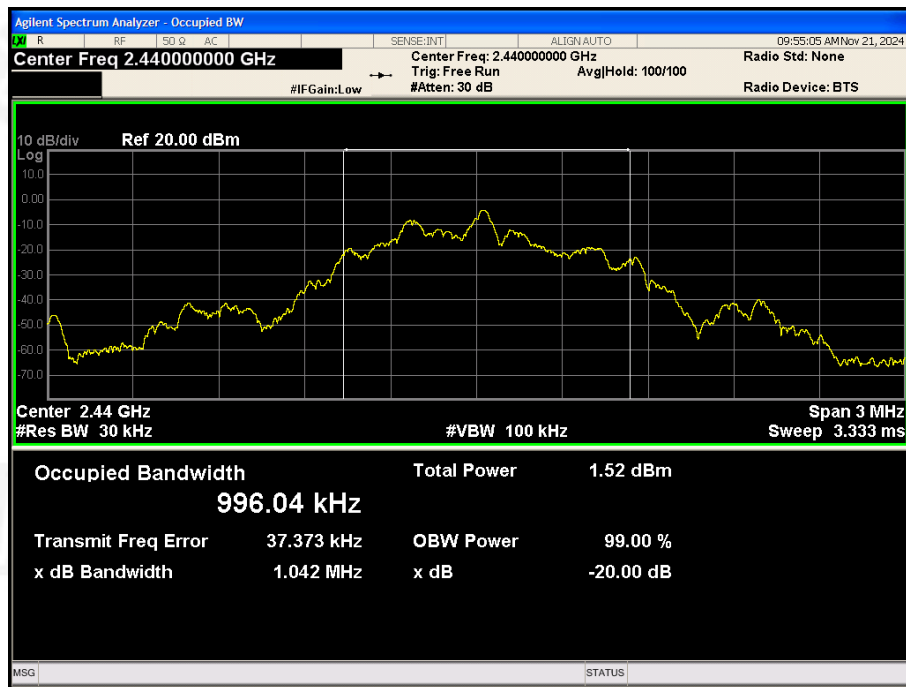 Agilent Spectrum Analyzer - Occupied BW
LXI R RF 50 Ω AC SENSE:INT ALIGN AUTO 09:55:05 AM Nov 21, 2024
Center Freq 2.440000000 GHz Center Freq: 2.440000000 GHz Radio Std: None
Trig: Free Run Avg|Hold: 100/100
#IFGain:Low #Atten: 30 dB Radio Device: BTS
10 dB/div Ref 20.00 dBm
Log
10.0
0.00
-10.0
-20.0
-30.0
-40.0
-50.0
-60.0
-70.0
Center 2.44 GHz Span 3 MHz
#Res BW 30 kHz #VBW 100 kHz Sweep 3.333 ms
Occupied Bandwidth Total Power 1.52 dBm
996.04 kHz
Transmit Freq Error 37.373 kHz OBW Power 99.00 %
x dB Bandwidth 1.042 MHz x dB -20.00 dB
MSG STATUS